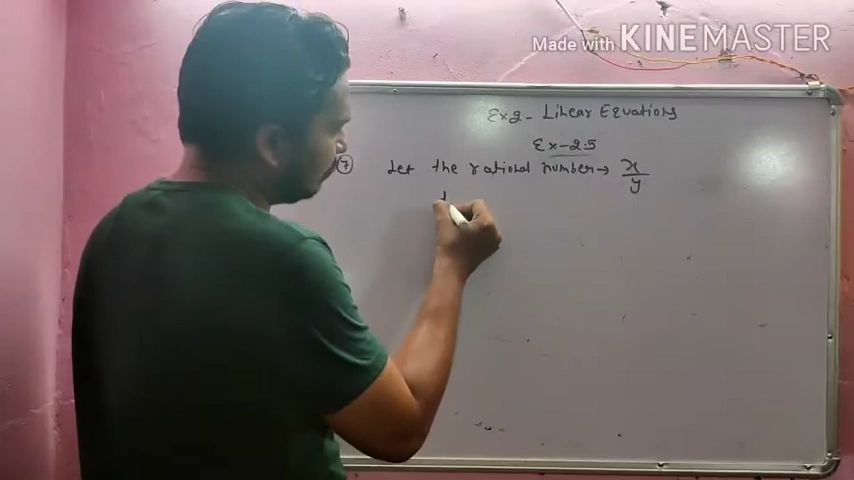 Made with KINEMASTER
Ex 2 - Linear Equations
Ex - 2.5
7 Let the rational number → x/y